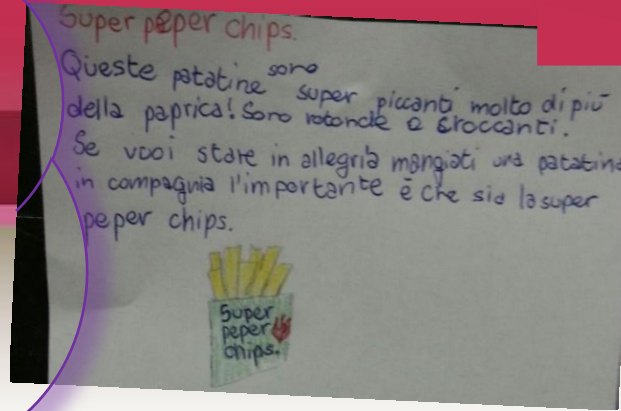 Super peper chips.
Queste patatine sono super piccanti molto di più
della paprica! Sono rotonde e croccanti.
Se vuoi stare in allegria mangiati una patatina
in compagnia l'importante è che sia la super
peper chips.
Super
peper
chips.